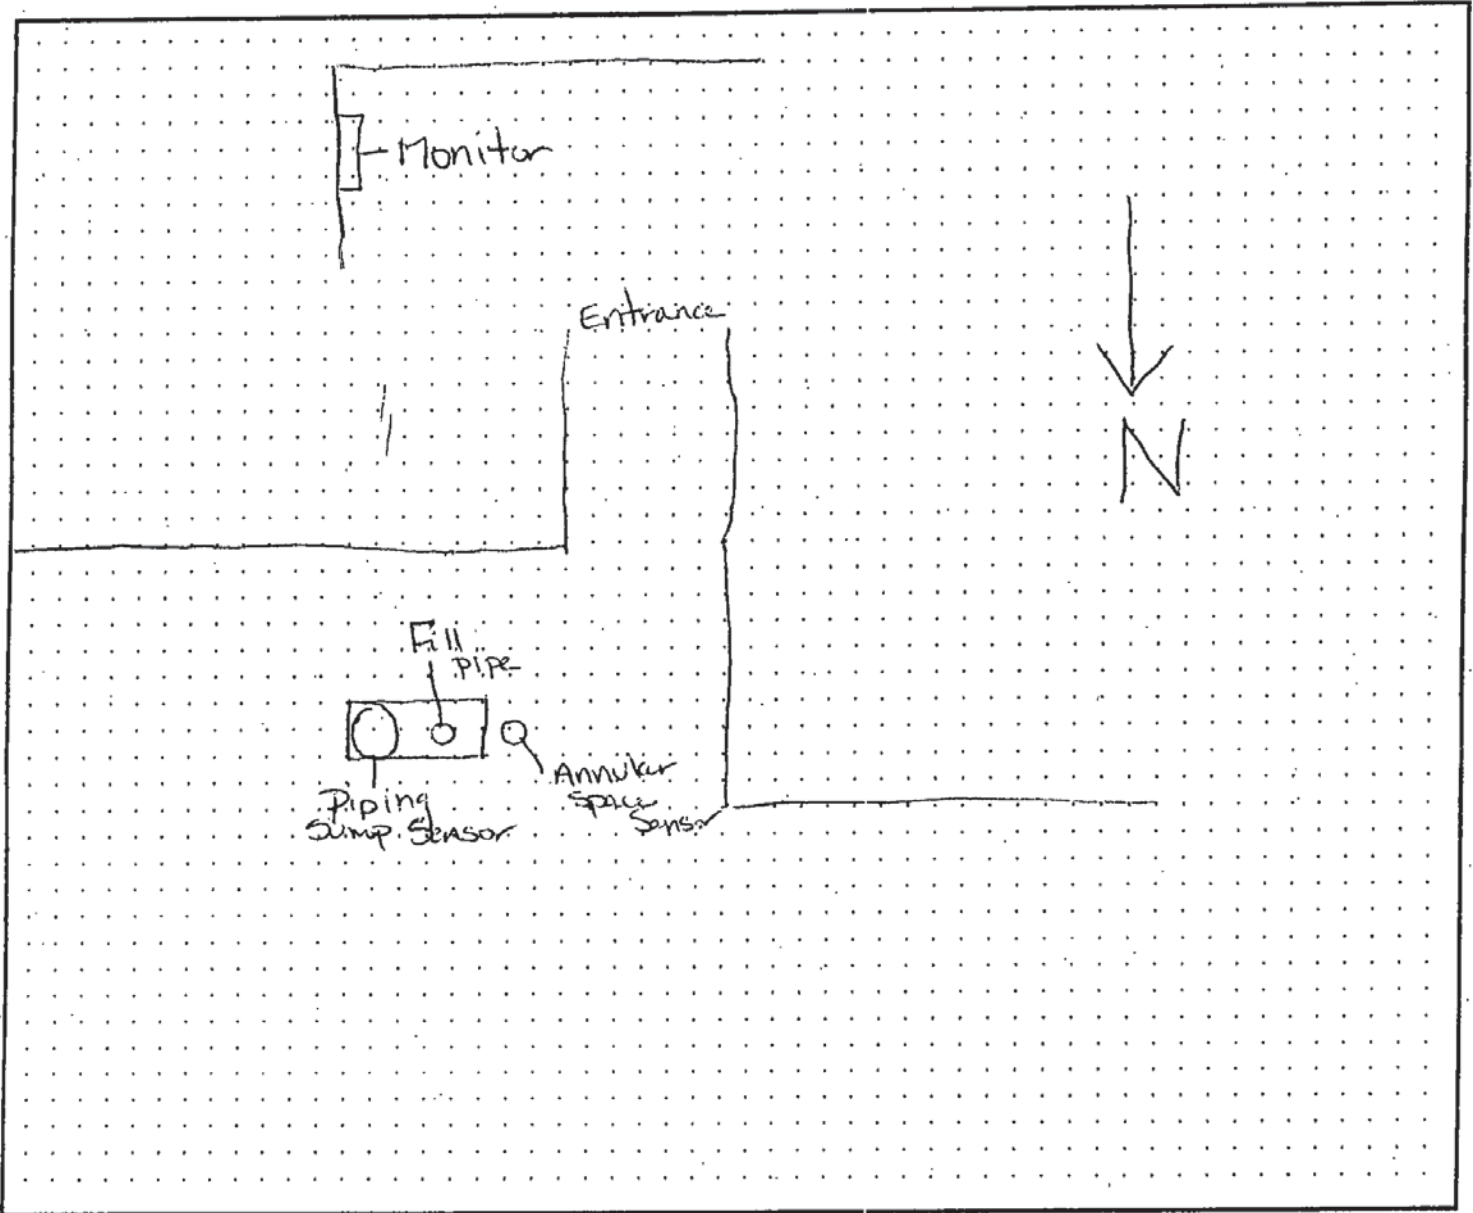 Monitor
Entrance
N
Fill
pipe
Annular
Space
Sensor
Piping
Sump Sensor